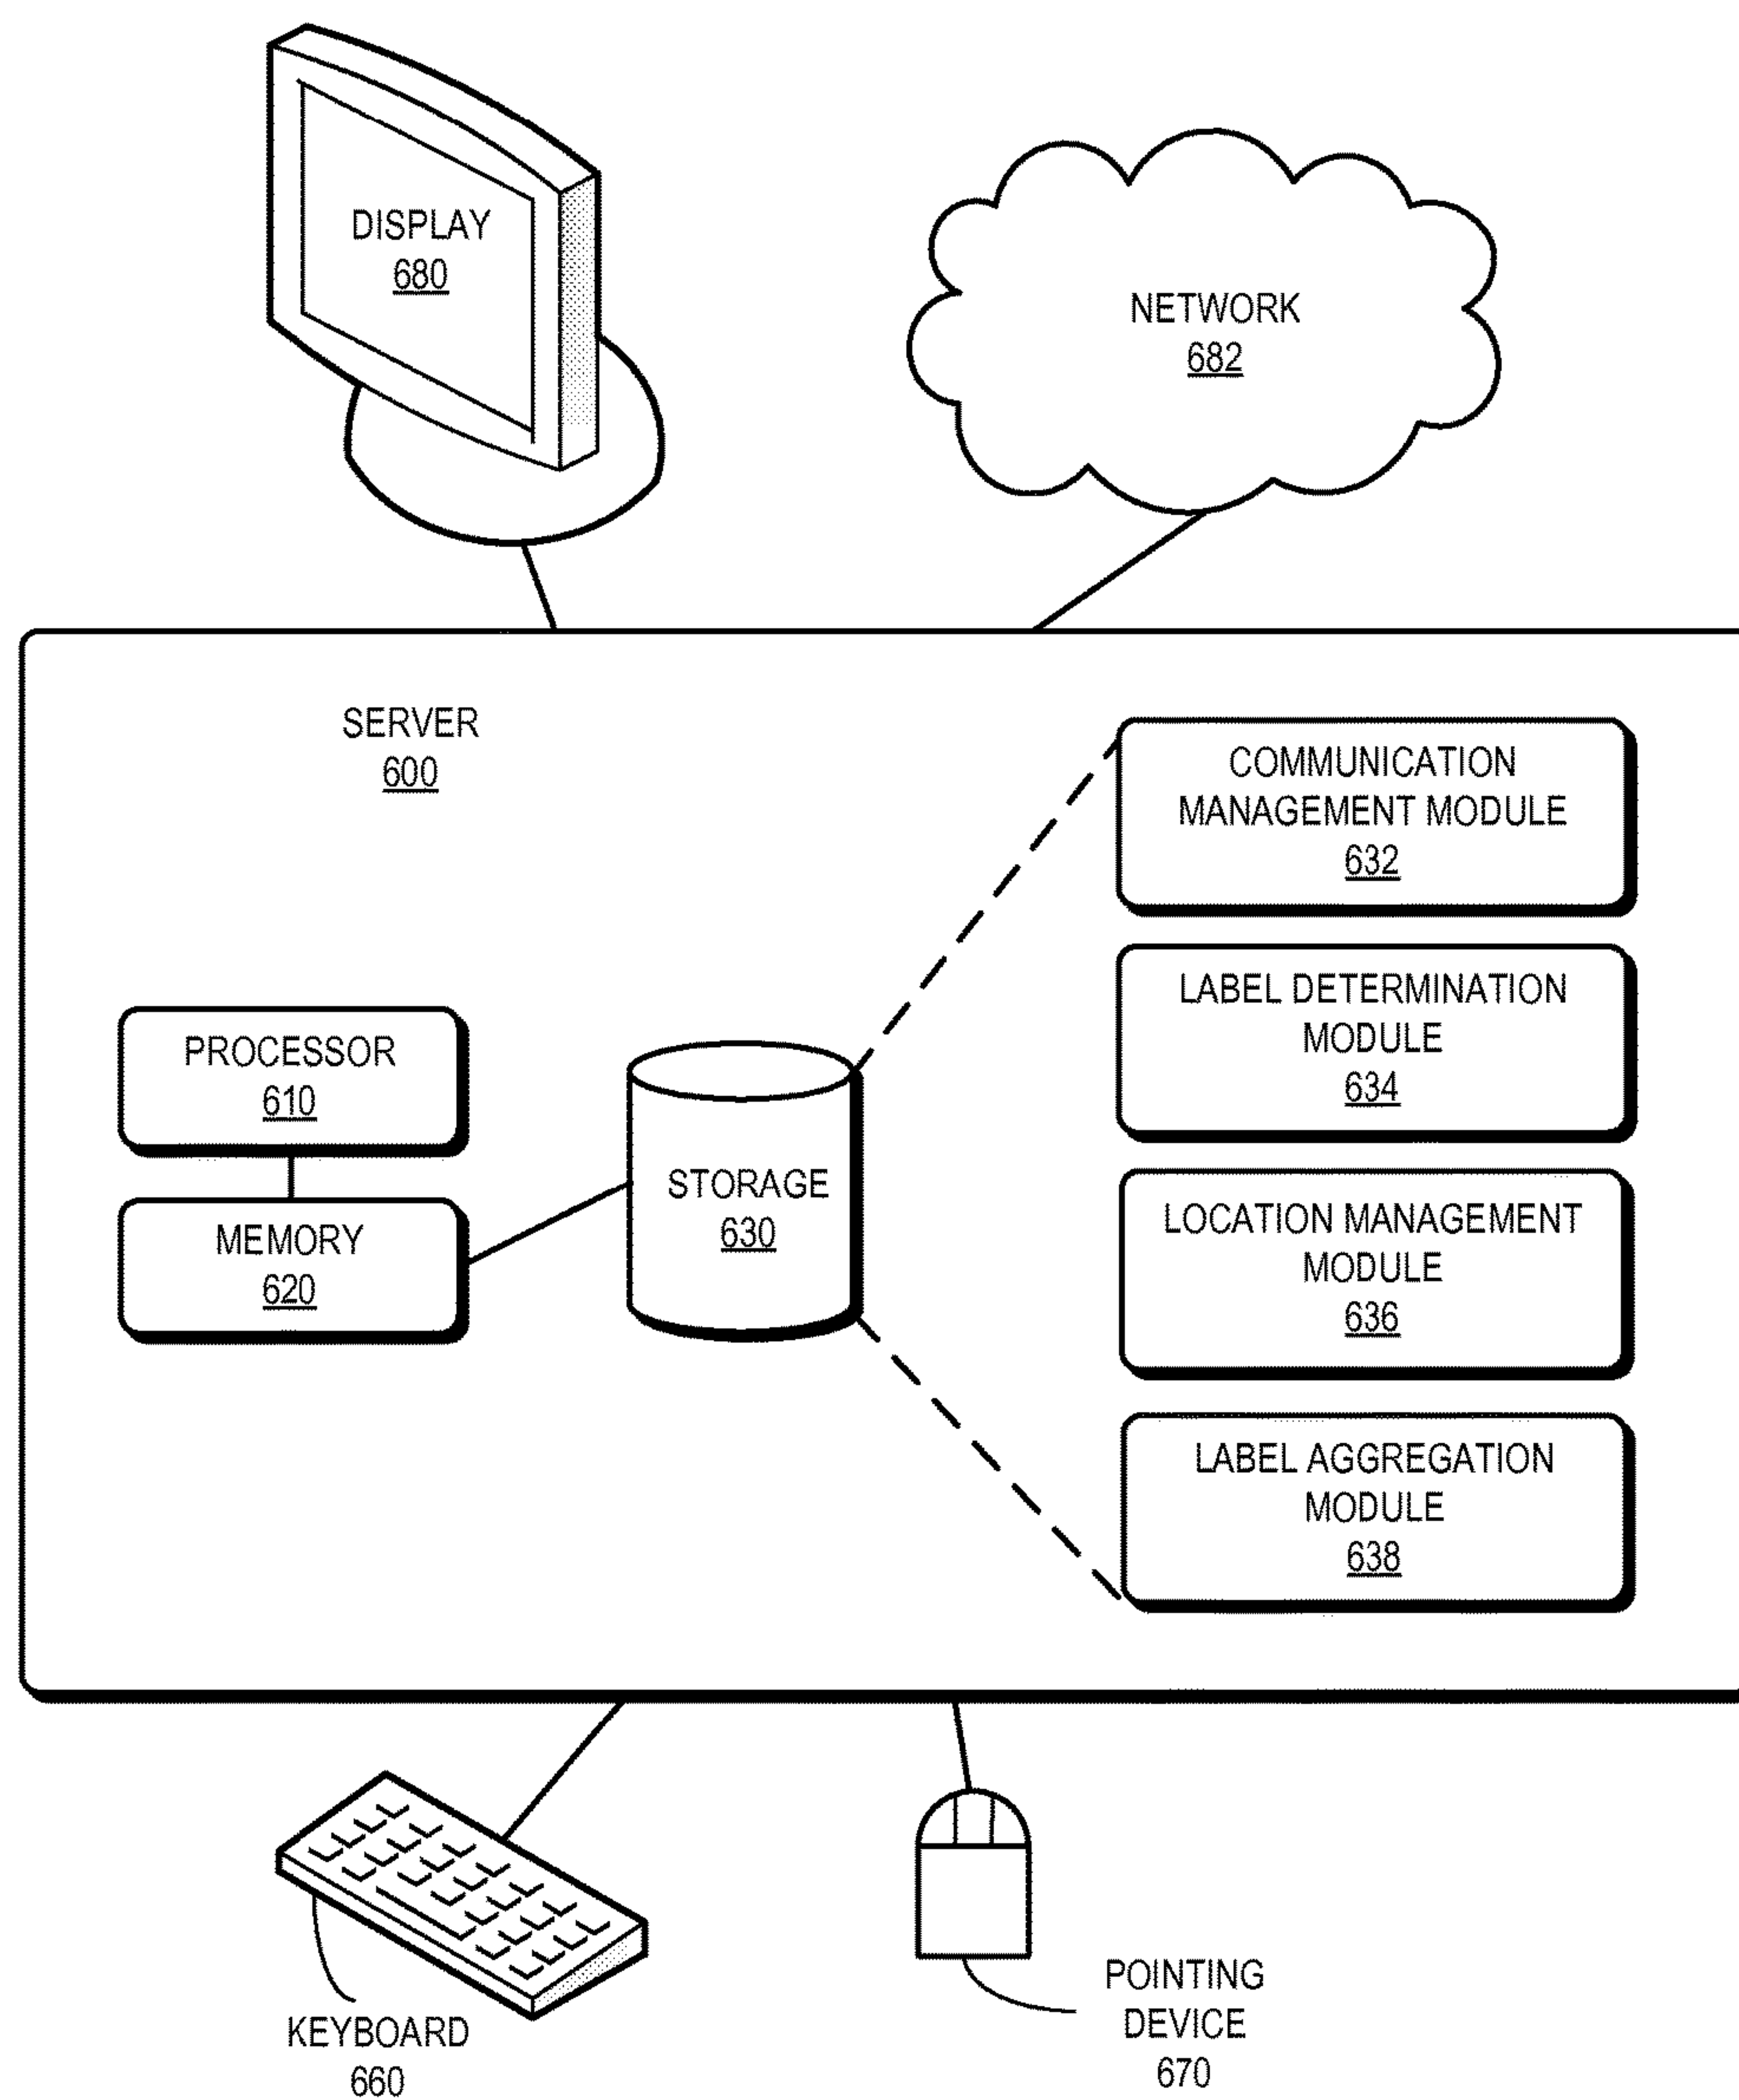 DISPLAY
680
NETWORK
682
SERVER
600
COMMUNICATION
MANAGEMENT MODULE
632
LABEL DETERMINATION
MODULE
634
PROCESSOR
610
MEMORY
620
STORAGE
630
LOCATION MANAGEMENT
MODULE
636
LABEL AGGREGATION
MODULE
638
KEYBOARD
660
POINTING
DEVICE
670